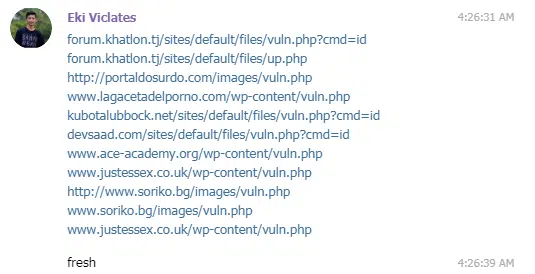 Eki Viclates 4:26:31 AM
forum.khatlon.tj/sites/default/files/vuln.php?cmd=id
forum.khatlon.tj/sites/default/files/up.php
http://portaldosurdo.com/images/vuln.php
www.lagacetadelporno.com/wp-content/vuln.php
kubotalubbock.net/sites/default/files/vuln.php?cmd=id
devsaad.com/sites/default/files/vuln.php?cmd=id
www.ace-academy.org/wp-content/vuln.php
www.justessex.co.uk/wp-content/vuln.php
http://www.soriko.bg/images/vuln.php
www.soriko.bg/images/vuln.php
www.justessex.co.uk/wp-content/vuln.php
fresh 4:26:39 AM